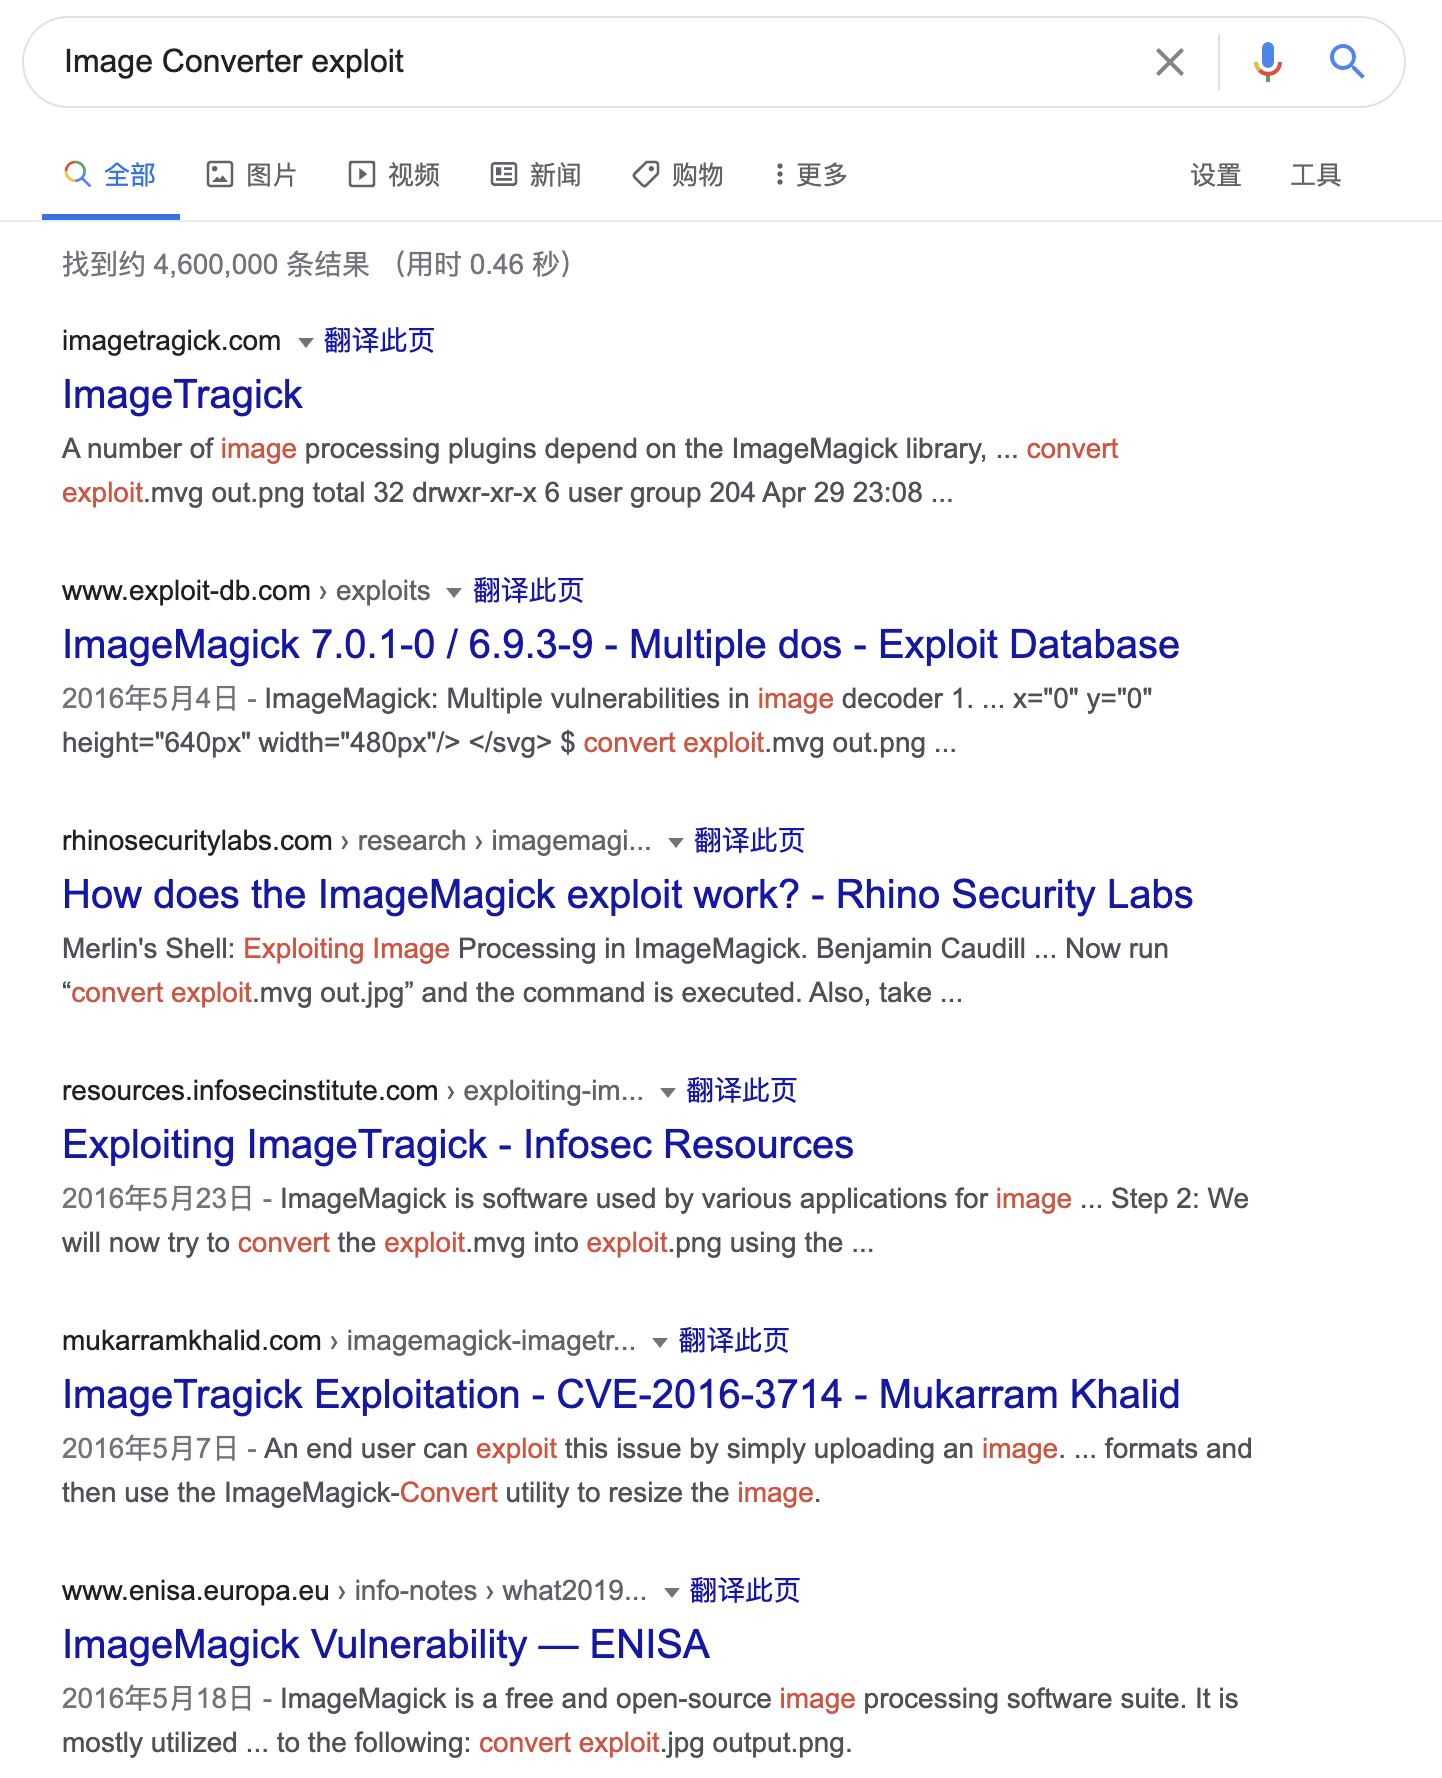 Image Converter exploit
全部 图片 视频 新闻 购物 更多 设置 工具
找到约 4,600,000 条结果 （用时 0.46 秒）
imagetragick.com 翻译此页
ImageTragick
A number of image processing plugins depend on the ImageMagick library, ... convert
exploit.mvg out.png total 32 drwxr-xr-x 6 user group 204 Apr 29 23:08 ...
www.exploit-db.com › exploits 翻译此页
ImageMagick 7.0.1-0 / 6.9.3-9 - Multiple dos - Exploit Database
2016年5月4日 - ImageMagick: Multiple vulnerabilities in image decoder 1. ... x="0" y="0"
height="640px" width="480px"/> </svg> $ convert exploit.mvg out.png ...
rhinosecuritylabs.com › research › imagemagi... 翻译此页
How does the ImageMagick exploit work? - Rhino Security Labs
Merlin's Shell: Exploiting Image Processing in ImageMagick. Benjamin Caudill ... Now run
“convert exploit.mvg out.jpg” and the command is executed. Also, take ...
resources.infosecinstitute.com › exploiting-im... 翻译此页
Exploiting ImageTragick - Infosec Resources
2016年5月23日 - ImageMagick is software used by various applications for image ... Step 2: We
will now try to convert the exploit.mvg into exploit.png using the ...
mukarramkhalid.com › imagemagick-imagetr... 翻译此页
ImageTragick Exploitation - CVE-2016-3714 - Mukarram Khalid
2016年5月7日 - An end user can exploit this issue by simply uploading an image. ... formats and
then use the ImageMagick-Convert utility to resize the image.
www.enisa.europa.eu › info-notes › what2019... 翻译此页
ImageMagick Vulnerability — ENISA
2016年5月18日 - ImageMagick is a free and open-source image processing software suite. It is
mostly utilized ... to the following: convert exploit.jpg output.png.